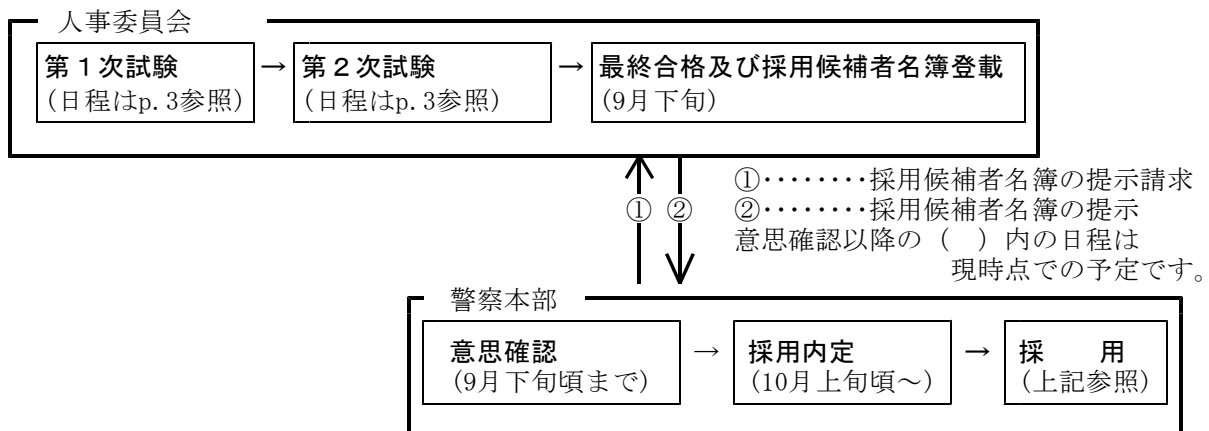 人事委員会
第１次試験
(日程はp.3参照)
→
第２次試験
(日程はp.3参照)
→
最終合格及び採用候補者名簿登載
(9月下旬)
① ②
①････････採用候補者名簿の提示請求
②････････採用候補者名簿の提示
意思確認以降の（　）内の日程は
現時点での予定です。
警察本部
意思確認
(9月下旬頃まで)
→
採用内定
(10月上旬頃～)
→
採　　用
(上記参照)